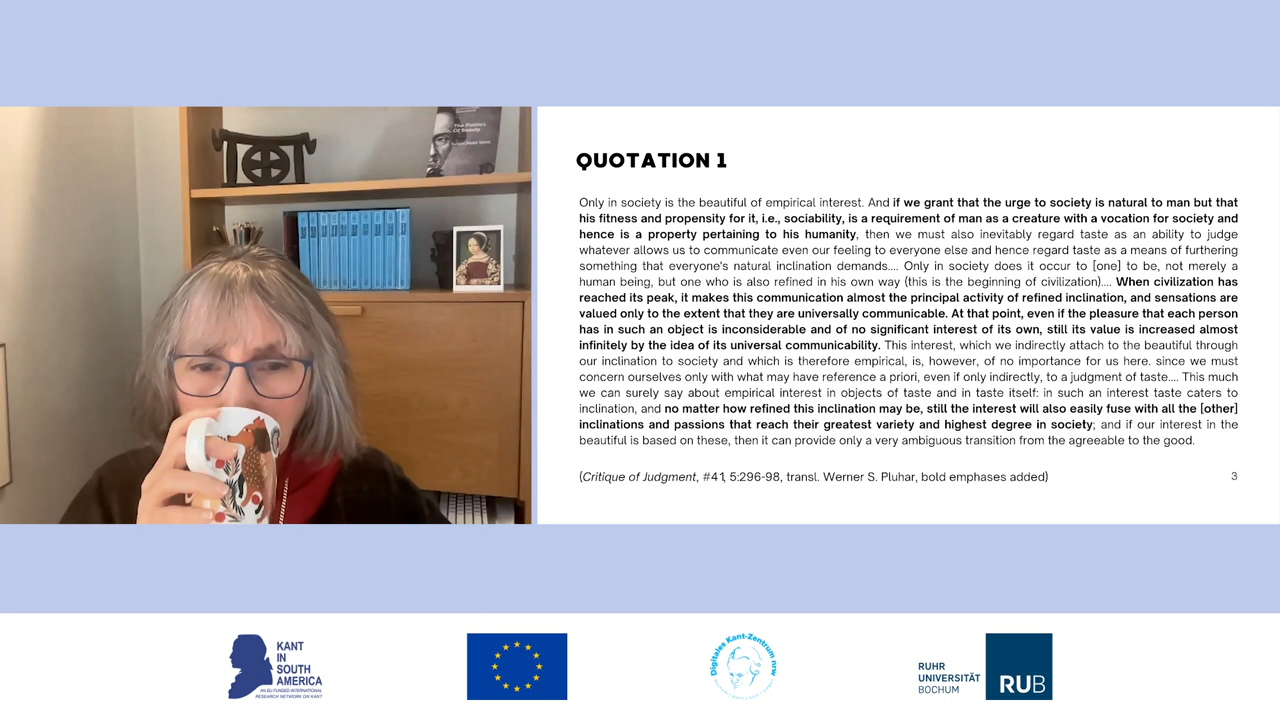 The Politics
Of Beauty
QUOTATION 1
Only in society is the beautiful of empirical interest. And if we grant that the urge to society is natural to man but that
his fitness and propensity for it, i.e., sociability, is a requirement of man as a creature with a vocation for society and
hence is a property pertaining to his humanity, then we must also inevitably regard taste as an ability to judge
whatever allows us to communicate even our feeling to everyone else and hence regard taste as a means of furthering
something that everyone's natural inclination demands.... Only in society does it occur to [one] to be, not merely a
human being, but one who is also refined in his own way (this is the beginning of civilization).... When civilization has
reached its peak, it makes this communication almost the principal activity of refined inclination, and sensations are
valued only to the extent that they are universally communicable. At that point, even if the pleasure that each person
has in such an object is inconsiderable and of no significant interest of its own, still its value is increased almost
infinitely by the idea of its universal communicability. This interest, which we indirectly attach to the beautiful through
our inclination to society and which is therefore empirical, is, however, of no importance for us here. since we must
concern ourselves only with what may have reference a priori, even if only indirectly, to a judgment of taste.... This much
we can surely say about empirical interest in objects of taste and in taste itself: in such an interest taste caters to
inclination, and no matter how refined this inclination may be, still the interest will also easily fuse with all the [other]
inclinations and passions that reach their greatest variety and highest degree in society; and if our interest in the
beautiful is based on these, then it can provide only a very ambiguous transition from the agreeable to the good.
(Critique of Judgment, #41, 5:296-98, transl. Werner S. Pluhar, bold emphases added)
3
KANT
IN
SOUTH
AMERICA
AN EU FUNDED INTERNATIONAL
RESEARCH NETWORK ON KANT
Digitales Kant-Zentrum nrw
RUHR
UNIVERSITÄT
BOCHUM
RUB